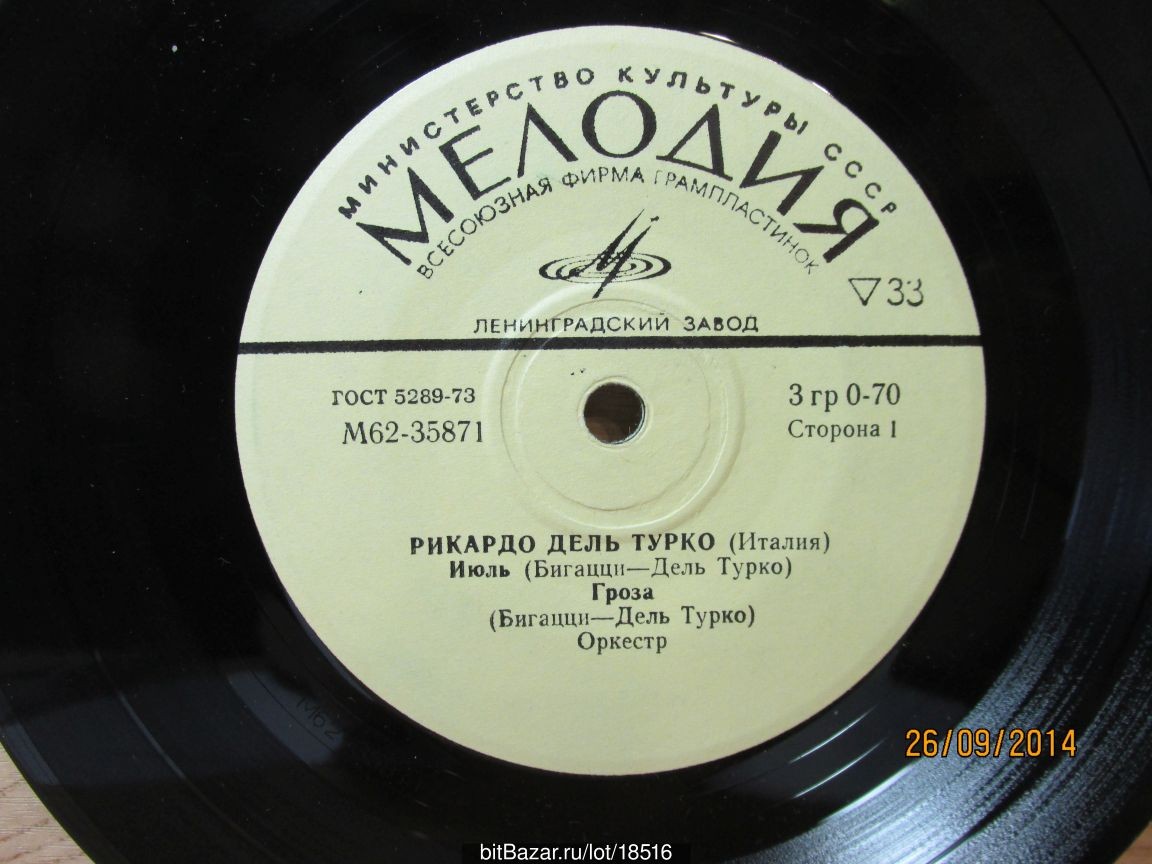 МИНИСТЕРСТВО КУЛЬТУРЫ СССР
МЕЛОДИЯ
ВСЕСОЮЗНАЯ ФИРМА ГРАМПЛАСТИНОК
▽33
ЛЕНИНГРАДСКИЙ ЗАВОД
ГОСТ 5289-73
М62-35871
3 гр 0-70
Сторона 1
РИКАРДО ДЕЛЬ ТУРКО (Италия)
Июль (Бигацци—Дель Турко)
Гроза
(Бигацци—Дель Турко)
Оркестр
М62
26/09/2014
bitBazar.ru/lot/18516